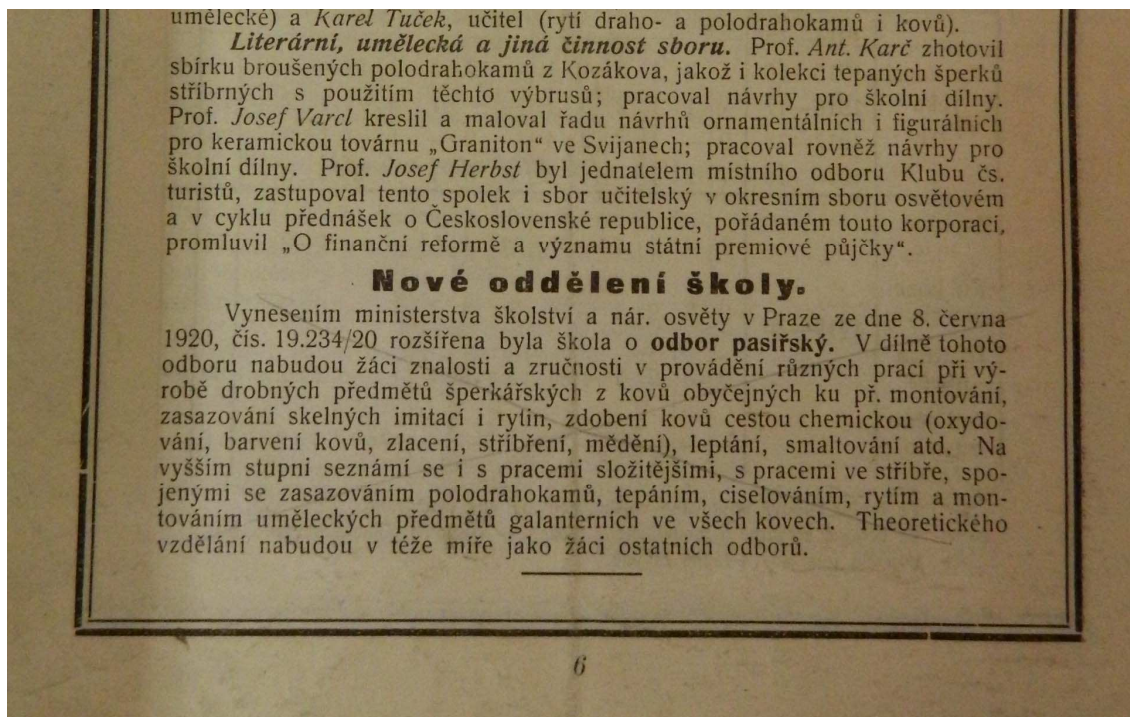 umělecké) a Karel Tuček, učitel (rytí draho- a polodrahokamů i kovů).
Literární, umělecká a jiná činnost sboru. Prof. Ant. Karč zhotovil
sbírku broušených polodrahokamů z Kozákova, jakož i kolekci tepaných šperků
stříbrných s použitím těchto výbrusů; pracoval návrhy pro školní dílny.
Prof. Josef Varcl kreslil a maloval řadu návrhů ornamentálních i figurálních
pro keramickou továrnu „Graniton“ ve Svijanech; pracoval rovněž návrhy pro
školní dílny. Prof. Josef Herbst byl jednatelem místního odboru Klubu čs.
turistů, zastupoval tento spolek i sbor učitelský v okresním sboru osvětovém
a v cyklu přednášek o Československé republice, pořádaném touto korporací,
promluvil „O finanční reformě a významu státní premiové půjčky“.
Nové oddělení školy.
Vynesením ministerstva školství a nár. osvěty v Praze ze dne 8. června
1920, čís. 19.234/20 rozšířena byla škola o odbor pasířský. V dílně tohoto
odboru nabudou žáci znalosti a zručnosti v provádění různých prací při vý-
robě drobných předmětů šperkářských z kovů obyčejných ku př. montování,
zasazování skelných imitací i rytin, zdobení kovů cestou chemickou (oxydo-
vání, barvení kovů, zlacení, stříbření, mědění), leptání, smaltování atd. Na
vyšším stupni seznámí se i s pracemi složitějšími, s pracemi ve stříbře, spo-
jenými se zasazováním polodrahokamů, tepáním, ciselováním, rytím a mon-
továním uměleckých předmětů galanterních ve všech kovech. Theoretického
vzdělání nabudou v téže míře jako žáci ostatních odborů.
6